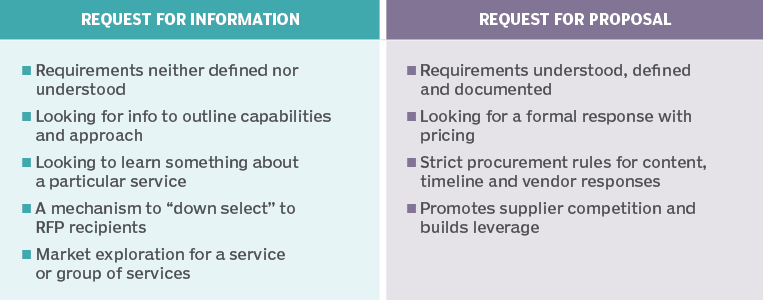 REQUEST FOR INFORMATION
Requirements neither defined nor
understood
Looking for info to outline capabilities
and approach
Looking to learn something about
a particular service
A mechanism to “down select” to
RFP recipients
Market exploration for a service
or group of services
REQUEST FOR PROPOSAL
Requirements understood, defined
and documented
Looking for a formal response with
pricing
Strict procurement rules for content,
timeline and vendor responses
Promotes supplier competition and
builds leverage